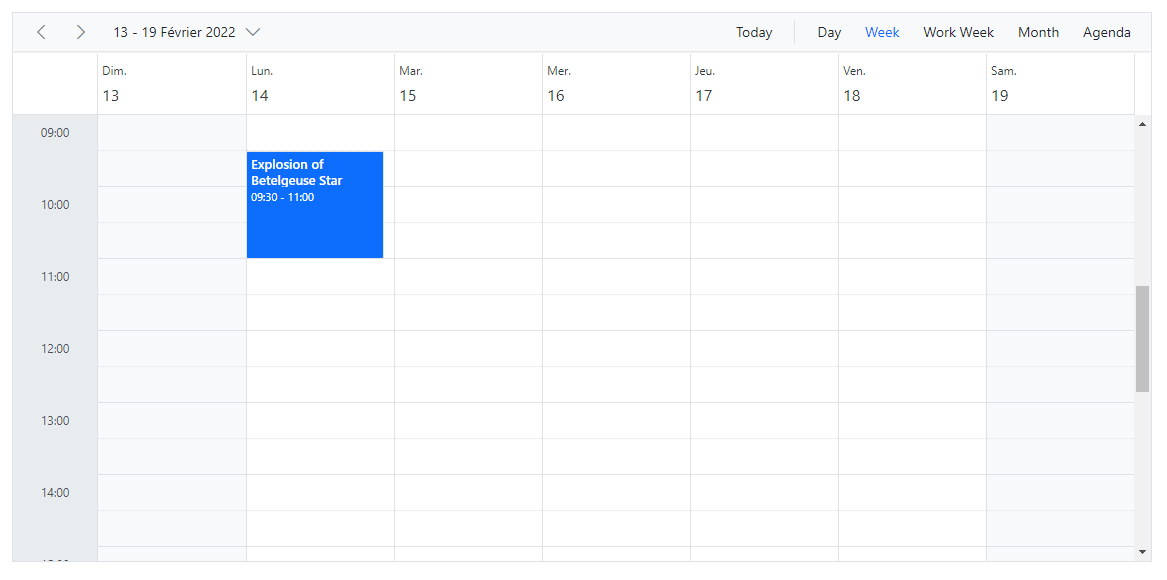 13 - 19 Février 2022 Today Day Week Work Week Month Agenda
Dim. Lun. Mar. Mer. Jeu. Ven. Sam.
13 14 15 16 17 18 19
09:00
Explosion of
Betelgeuse Star
09:30 - 11:00
10:00
11:00
12:00
13:00
14:00